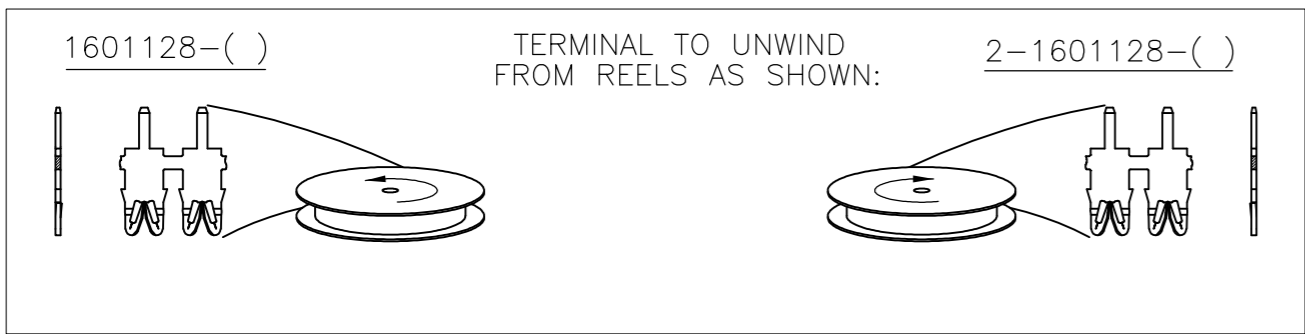 1601128-( )
TERMINAL TO UNWIND
FROM REELS AS SHOWN:
2-1601128-( )